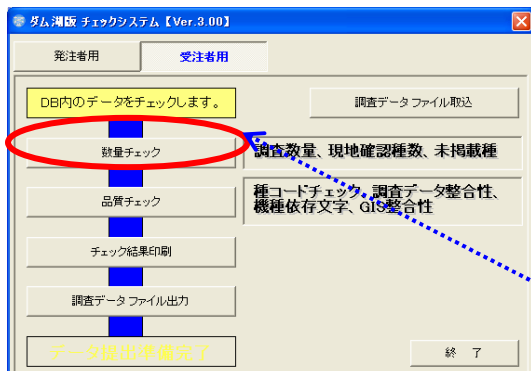 ダム湖版 チェックシステム【Ver.3.00】
発注者用
受注者用
DB内のデータをチェックします。
調査データファイル取込
数量チェック
調査数量、現地確認種数、未掲載種
品質チェック
種コードチェック、調査データ整合性、
機種依存文字、GIS整合性
チェック結果印刷
調査データファイル出力
データ提出準備完了
終 了